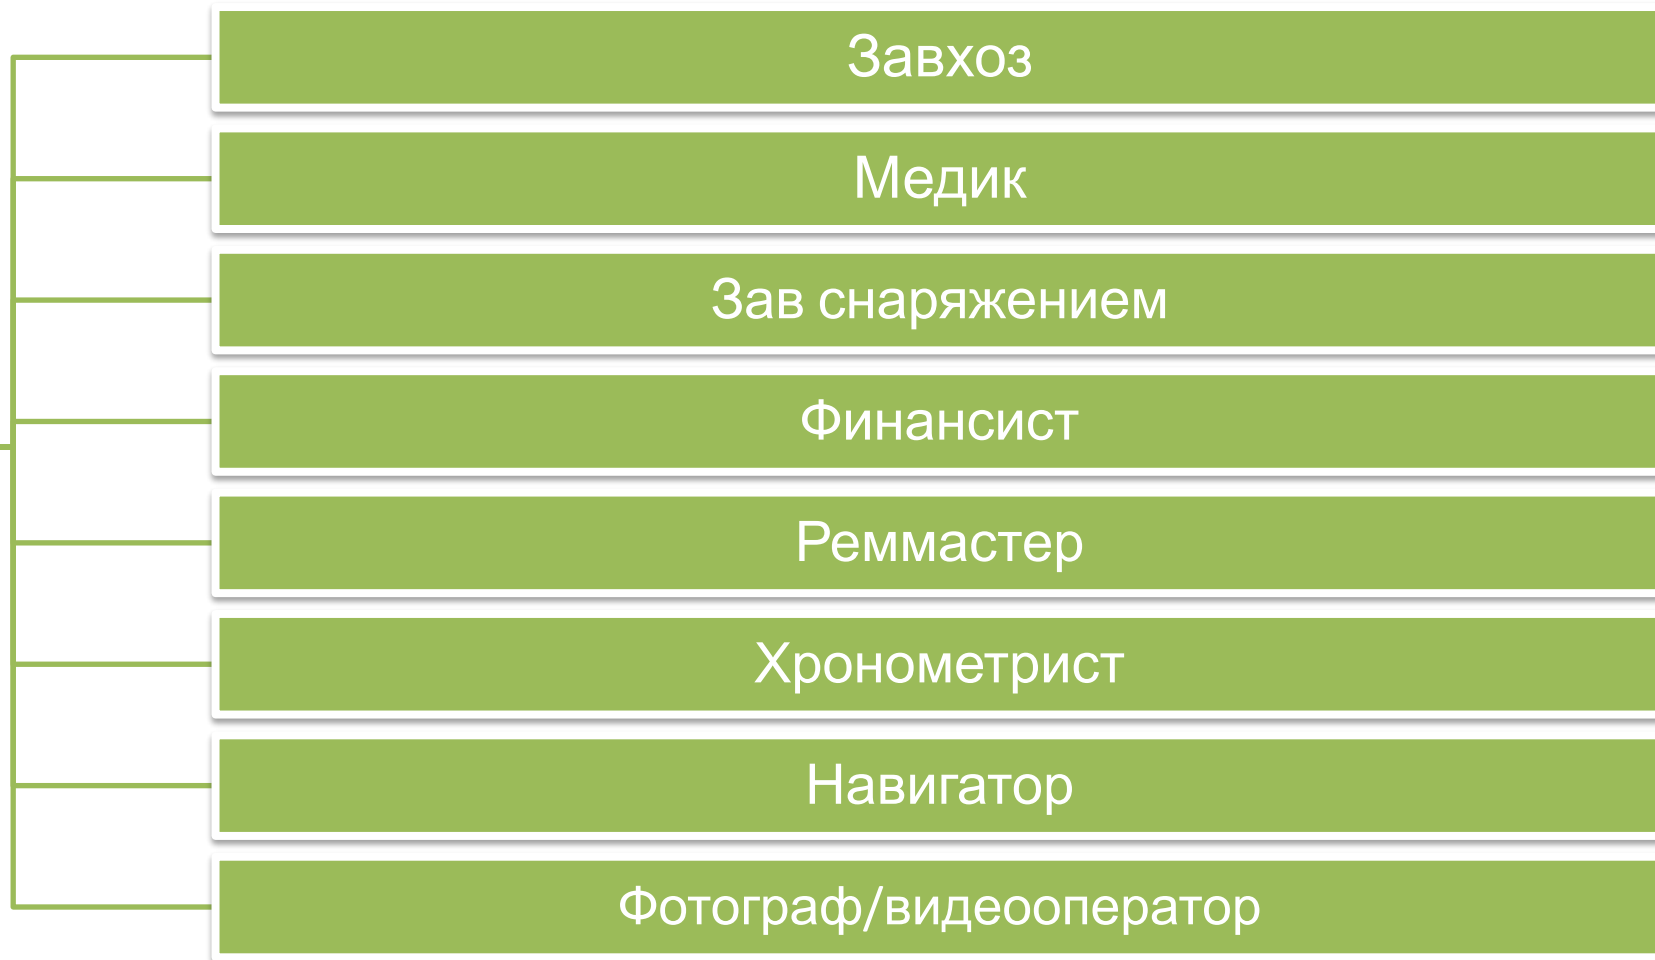 Завхоз
Медик
Зав снаряжением
Финансист
Реммастер
Хронометрист
Навигатор
Фотограф/видеооператор